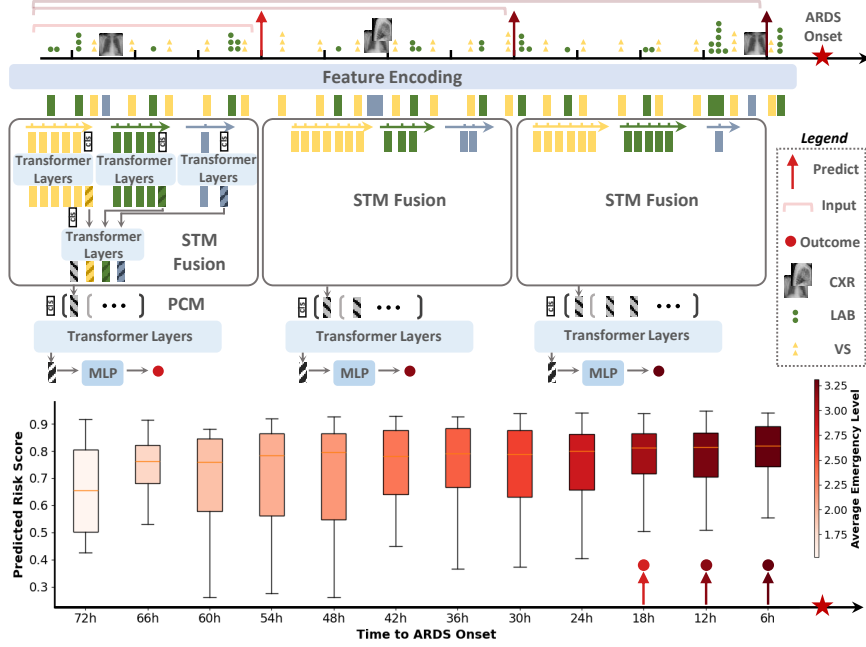 ARDS
Onset
Feature Encoding
cls
cls
cls
Transformer
Layers
Transformer
Layers
Transformer
Layers
cls
Transformer
Layers
STM
Fusion
STM Fusion
STM Fusion
Legend
Predict
Input
Outcome
CXR
LAB
VS
cls
PCM
cls
cls
Transformer Layers
Transformer Layers
Transformer Layers
MLP
MLP
MLP
Predicted Risk Score
0.9
0.8
0.7
0.6
0.5
0.4
0.3
72h 66h 60h 54h 48h 42h 36h 30h 24h 18h 12h 6h
Time to ARDS Onset
3.25
3.00
2.75
2.50
2.25
2.00
1.75
Average Emergency Level